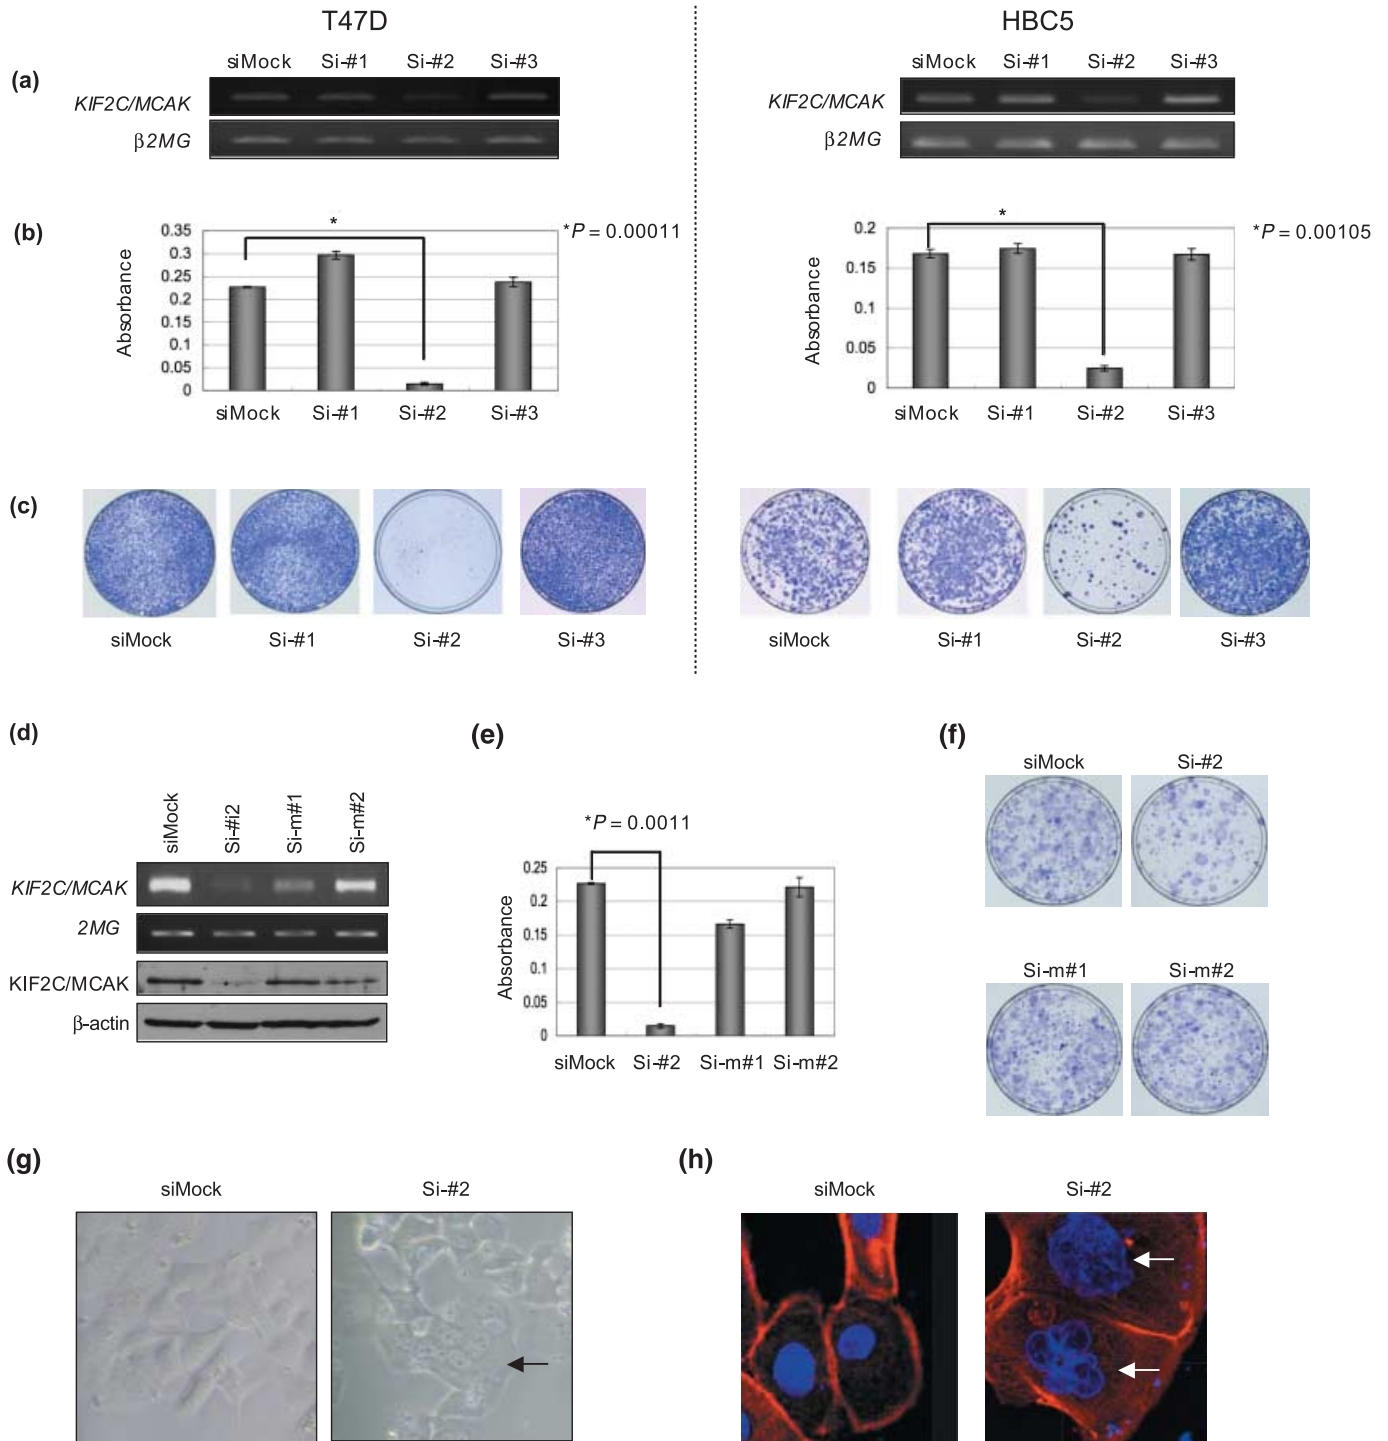 T47D
HBC5
(a)
siMock Si-#1 Si-#2 Si-#3
KIF2C/MCAK
β2MG
siMock Si-#1 Si-#2 Si-#3
KIF2C/MCAK
β2MG
(b)
*P = 0.00011
*
Absorbance
0.35
0.3
0.25
0.2
0.15
0.1
0.05
0
siMock Si-#1 Si-#2 Si-#3
*P = 0.00105
*
Absorbance
0.2
0.15
0.1
0.05
0
siMock Si-#1 Si-#2 Si-#3
(c)
siMock Si-#1 Si-#2 Si-#3
siMock Si-#1 Si-#2 Si-#3
(d)
siMock Si-#i2 Si-m#1 Si-m#2
KIF2C/MCAK
2MG
KIF2C/MCAK
β-actin
(e)
*P = 0.0011
Absorbance
0.25
0.2
0.15
0.1
0.05
0
siMock Si-#2 Si-m#1 Si-m#2
(f)
siMock Si-#2
Si-m#1 Si-m#2
(g)
siMock Si-#2
(h)
siMock Si-#2